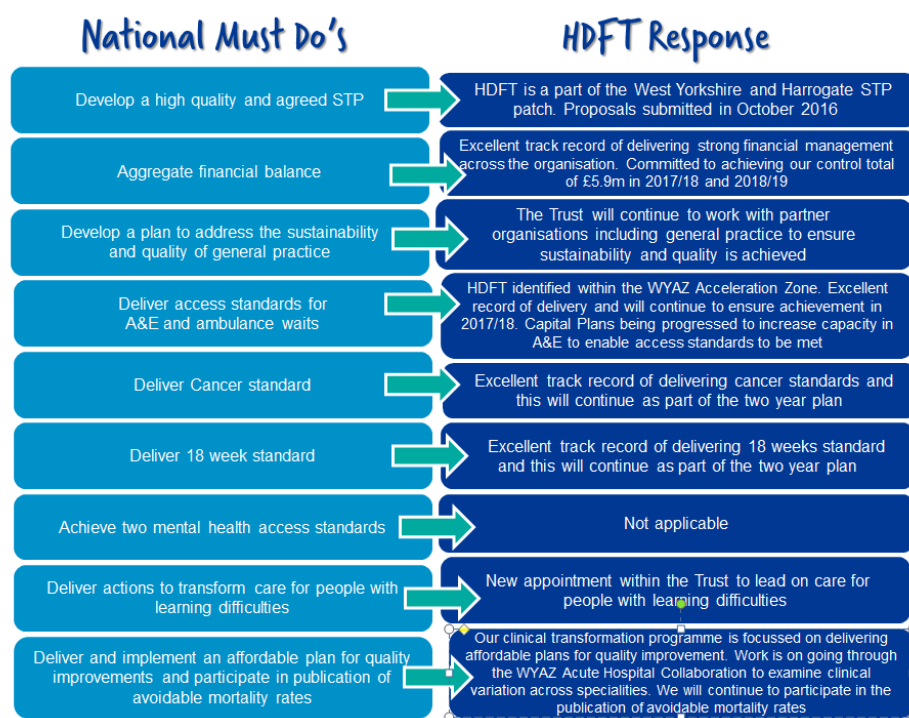 National Must Do's
HDFT Response
Develop a high quality and agreed STP
HDFT is a part of the West Yorkshire and Harrogate STP
patch. Proposals submitted in October 2016
Aggregate financial balance
Excellent track record of delivering strong financial management
across the organisation. Committed to achieving our control total
of £5.9m in 2017/18 and 2018/19
Develop a plan to address the sustainability
and quality of general practice
The Trust will continue to work with partner
organisations including general practice to ensure
sustainability and quality is achieved
Deliver access standards for
A&E and ambulance waits
HDFT identified within the WYAZ Acceleration Zone. Excellent
record of delivery and will continue to ensure achievement in
2017/18. Capital Plans being progressed to increase capacity in
A&E to enable access standards to be met
Deliver Cancer standard
Excellent track record of delivering cancer standards and
this will continue as part of the two year plan
Deliver 18 week standard
Excellent track record of delivering 18 weeks standard
and this will continue as part of the two year plan
Achieve two mental health access standards
Not applicable
Deliver actions to transform care for people with
learning difficulties
New appointment within the Trust to lead on care for
people with learning difficulties
Deliver and implement an affordable plan for quality
improvements and participate in publication of
avoidable mortality rates
Our clinical transformation programme is focussed on delivering
affordable plans for quality improvement. Work is on going through
the WYAZ Acute Hospital Collaboration to examine clinical
variation across specialities. We will continue to participate in the
publication of avoidable mortality rates